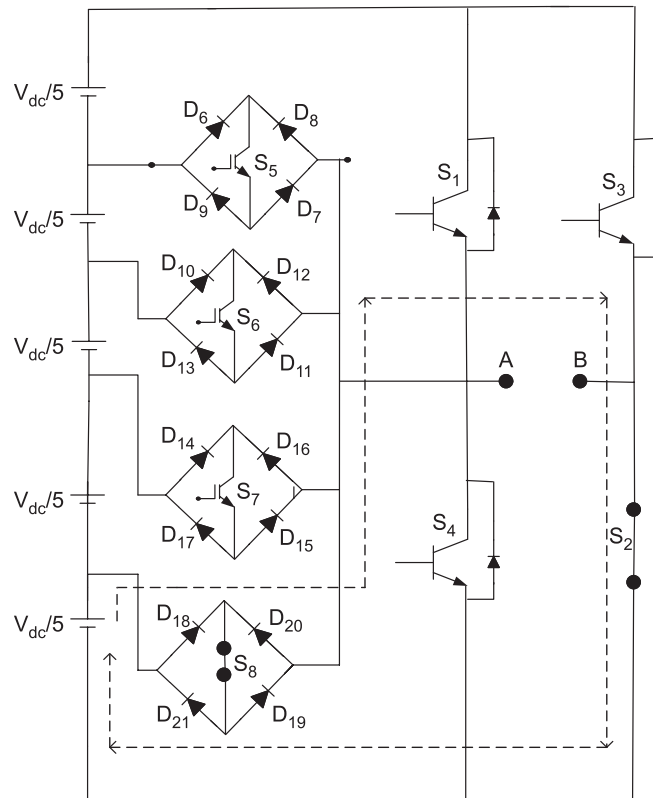 V_dc/5
D_6
D_8
S_5
D_9
D_7
V_dc/5
S_1
S_3
D_10
D_12
S_6
D_13
D_11
V_dc/5
A
B
D_14
D_16
S_7
D_17
D_15
V_dc/5
S_4
S_2
V_dc/5
D_18
D_20
S_8
D_21
D_19